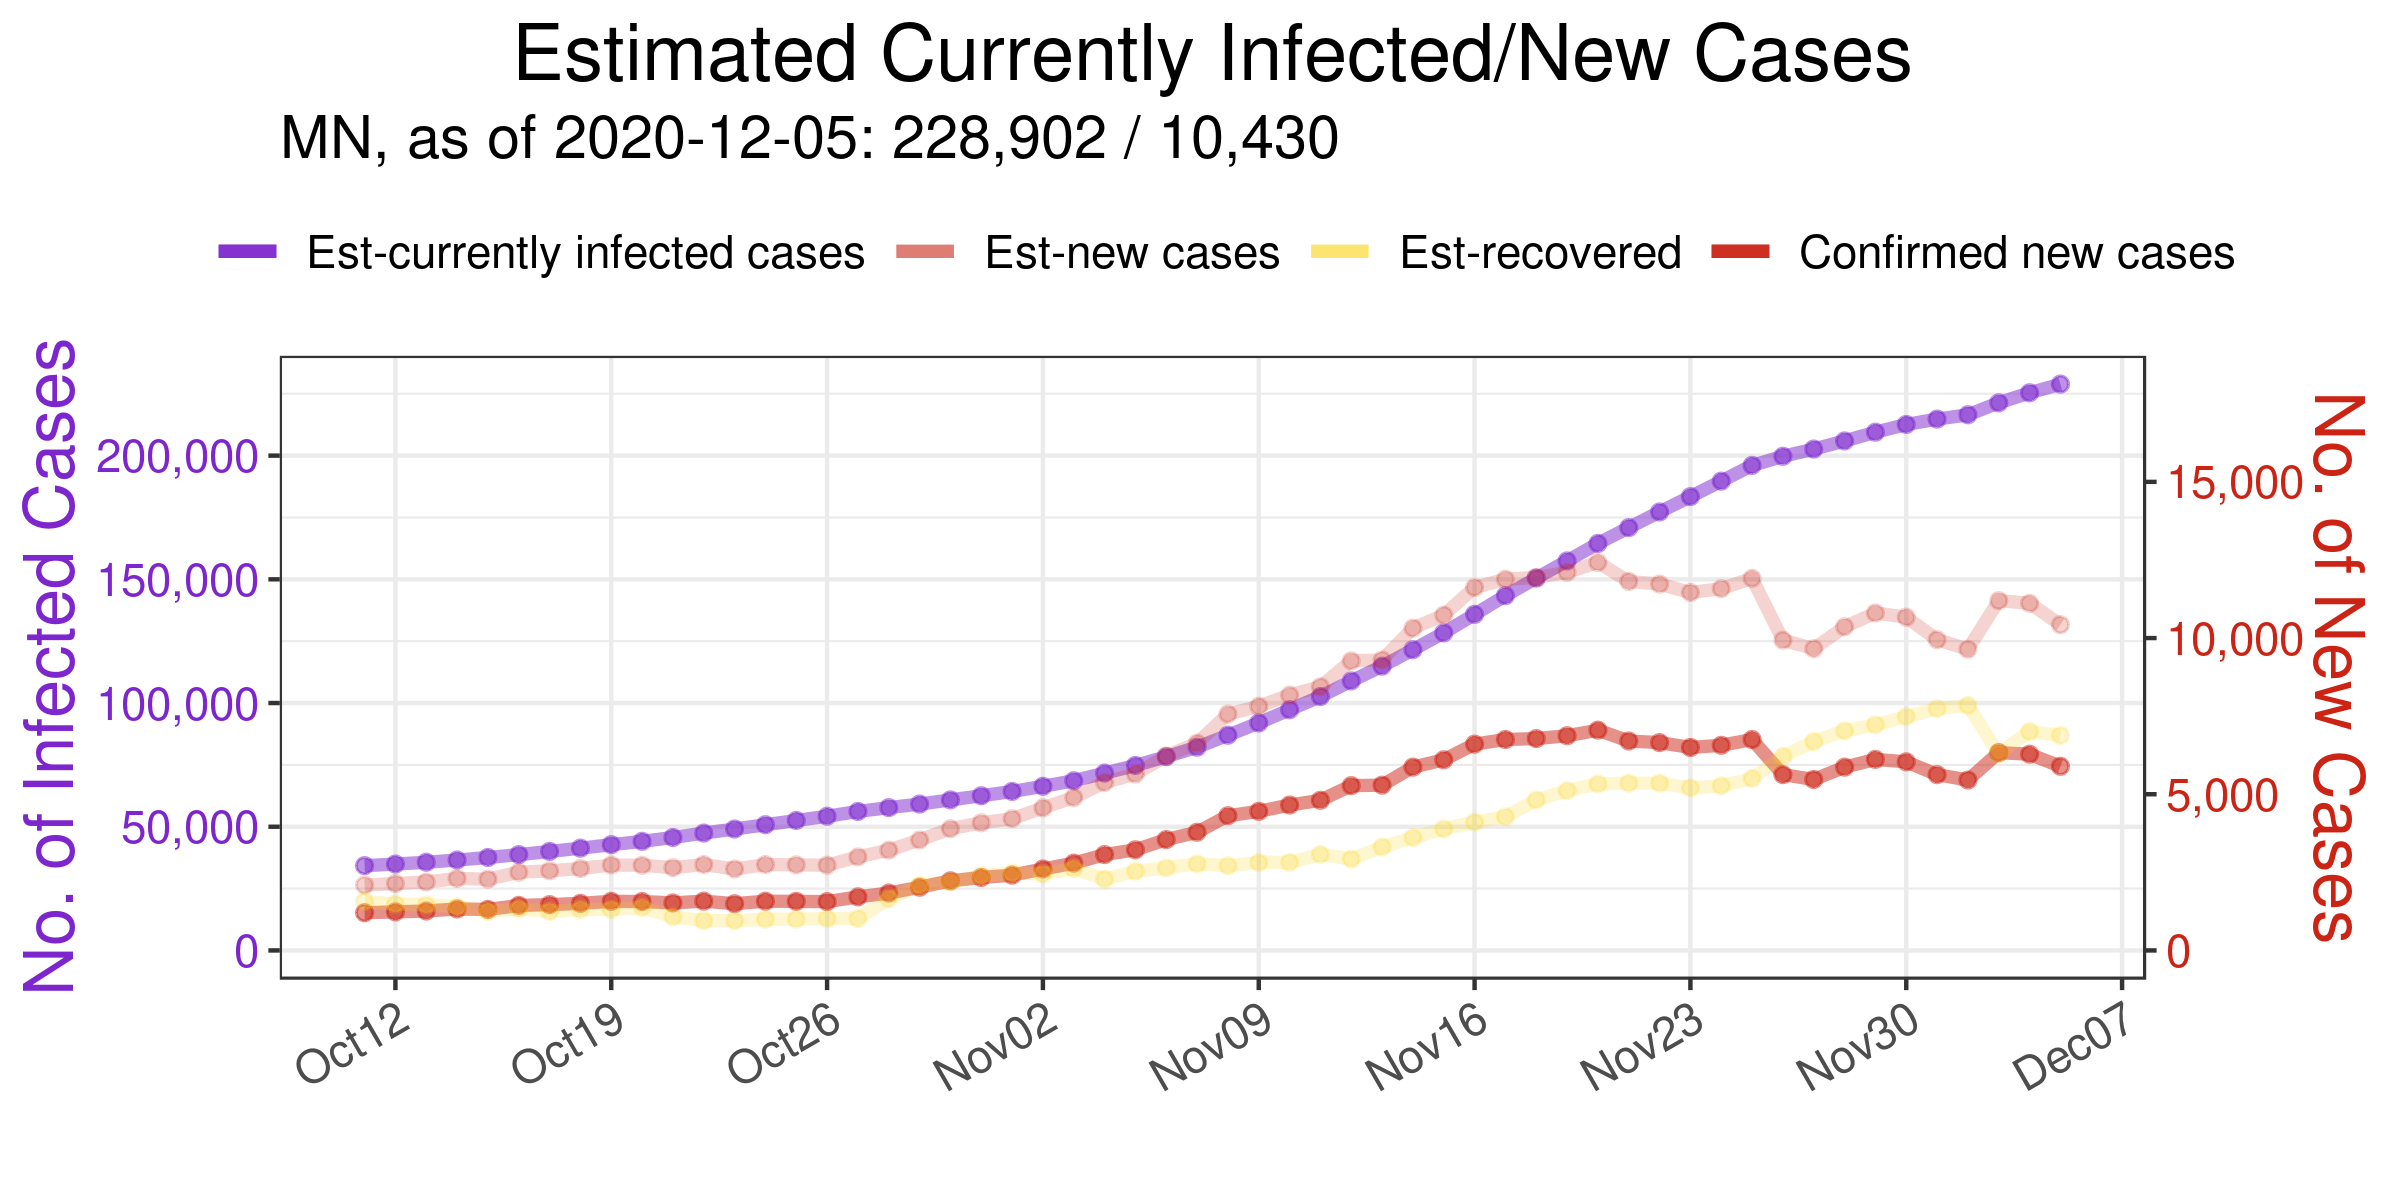 Estimated Currently Infected/New Cases
MN, as of 2020-12-05: 228,902 / 10,430
Est-currently infected cases Est-new cases Est-recovered Confirmed new cases
No. of Infected Cases
200,000
150,000
100,000
50,000
0
15,000
10,000
5,000
0
No. of New Cases
Oct12 Oct19 Oct26 Nov02 Nov09 Nov16 Nov23 Nov30 Dec07